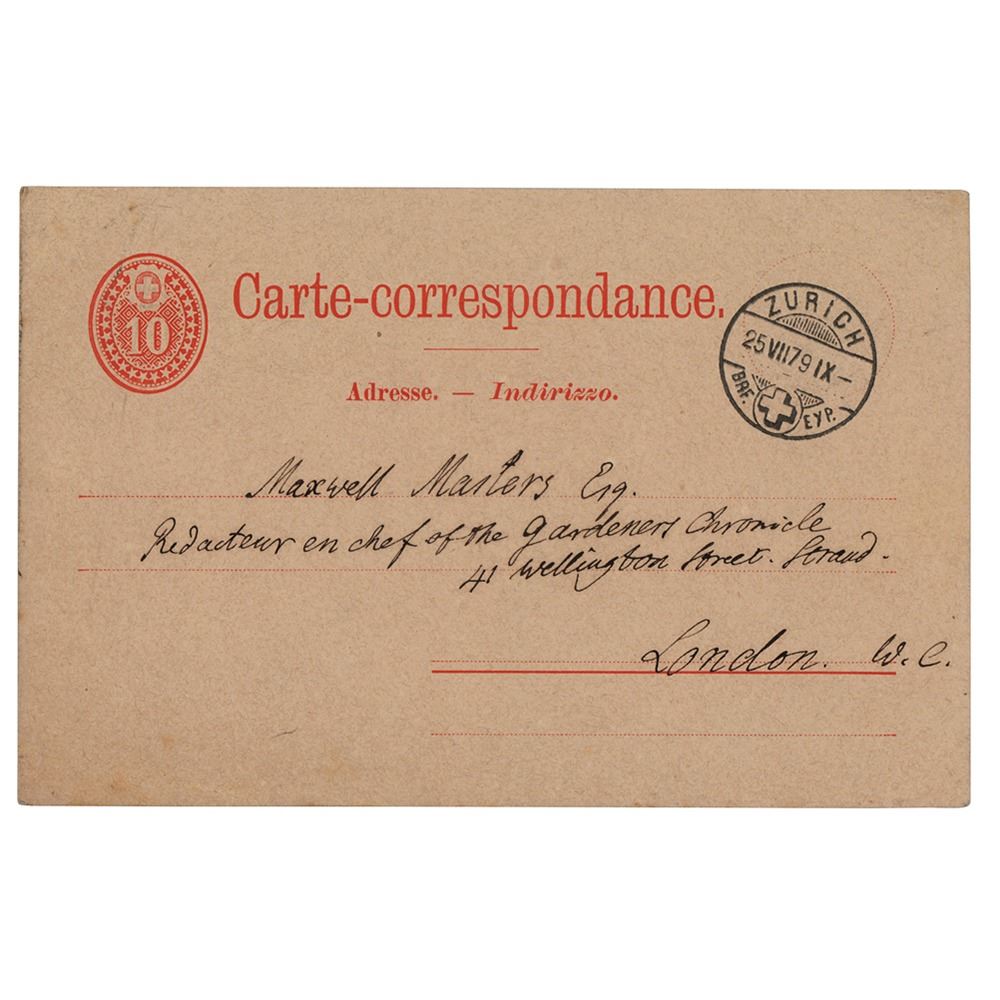 10
Carte-correspondance.
Adresse. — Indirizzo.
ZURICH
25 VII 79 IX –
BRF. EXP.
Maxwell Masters Esq.
Redacteur en chef of the Gardeners Chronicle
41 Wellington Street. Strand.
London. W. C.